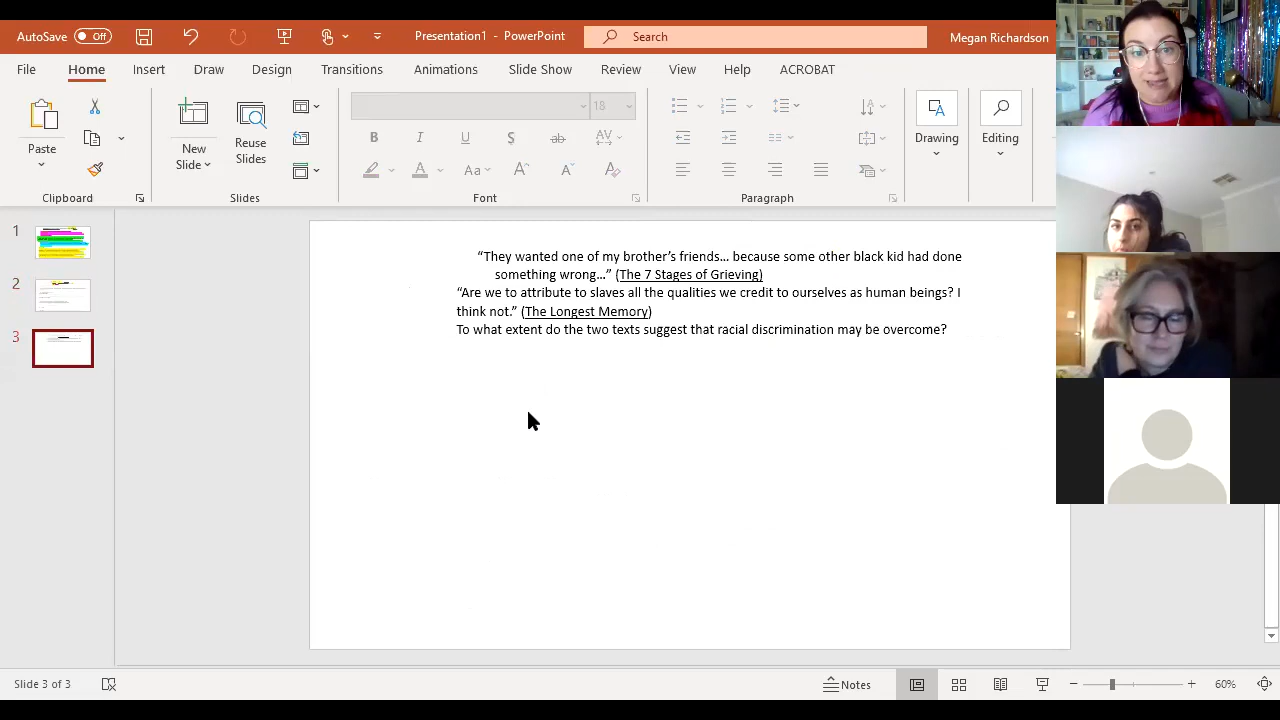 AutoSave Off Presentation1 - PowerPoint Search Megan Richardson
File Home Insert Draw Design Transitions Animations Slide Show Review View Help ACROBAT
Paste
New Slide
Reuse Slides
18
B I U S ab AV
Aa A A
Drawing
Editing
Clipboard Slides Font Paragraph
1
2
3
“They wanted one of my brother’s friends... because some other black kid had done
something wrong...” (The 7 Stages of Grieving)
“Are we to attribute to slaves all the qualities we credit to ourselves as human beings? I
think not.” (The Longest Memory)
To what extent do the two texts suggest that racial discrimination may be overcome?
Slide 3 of 3 Notes 60%